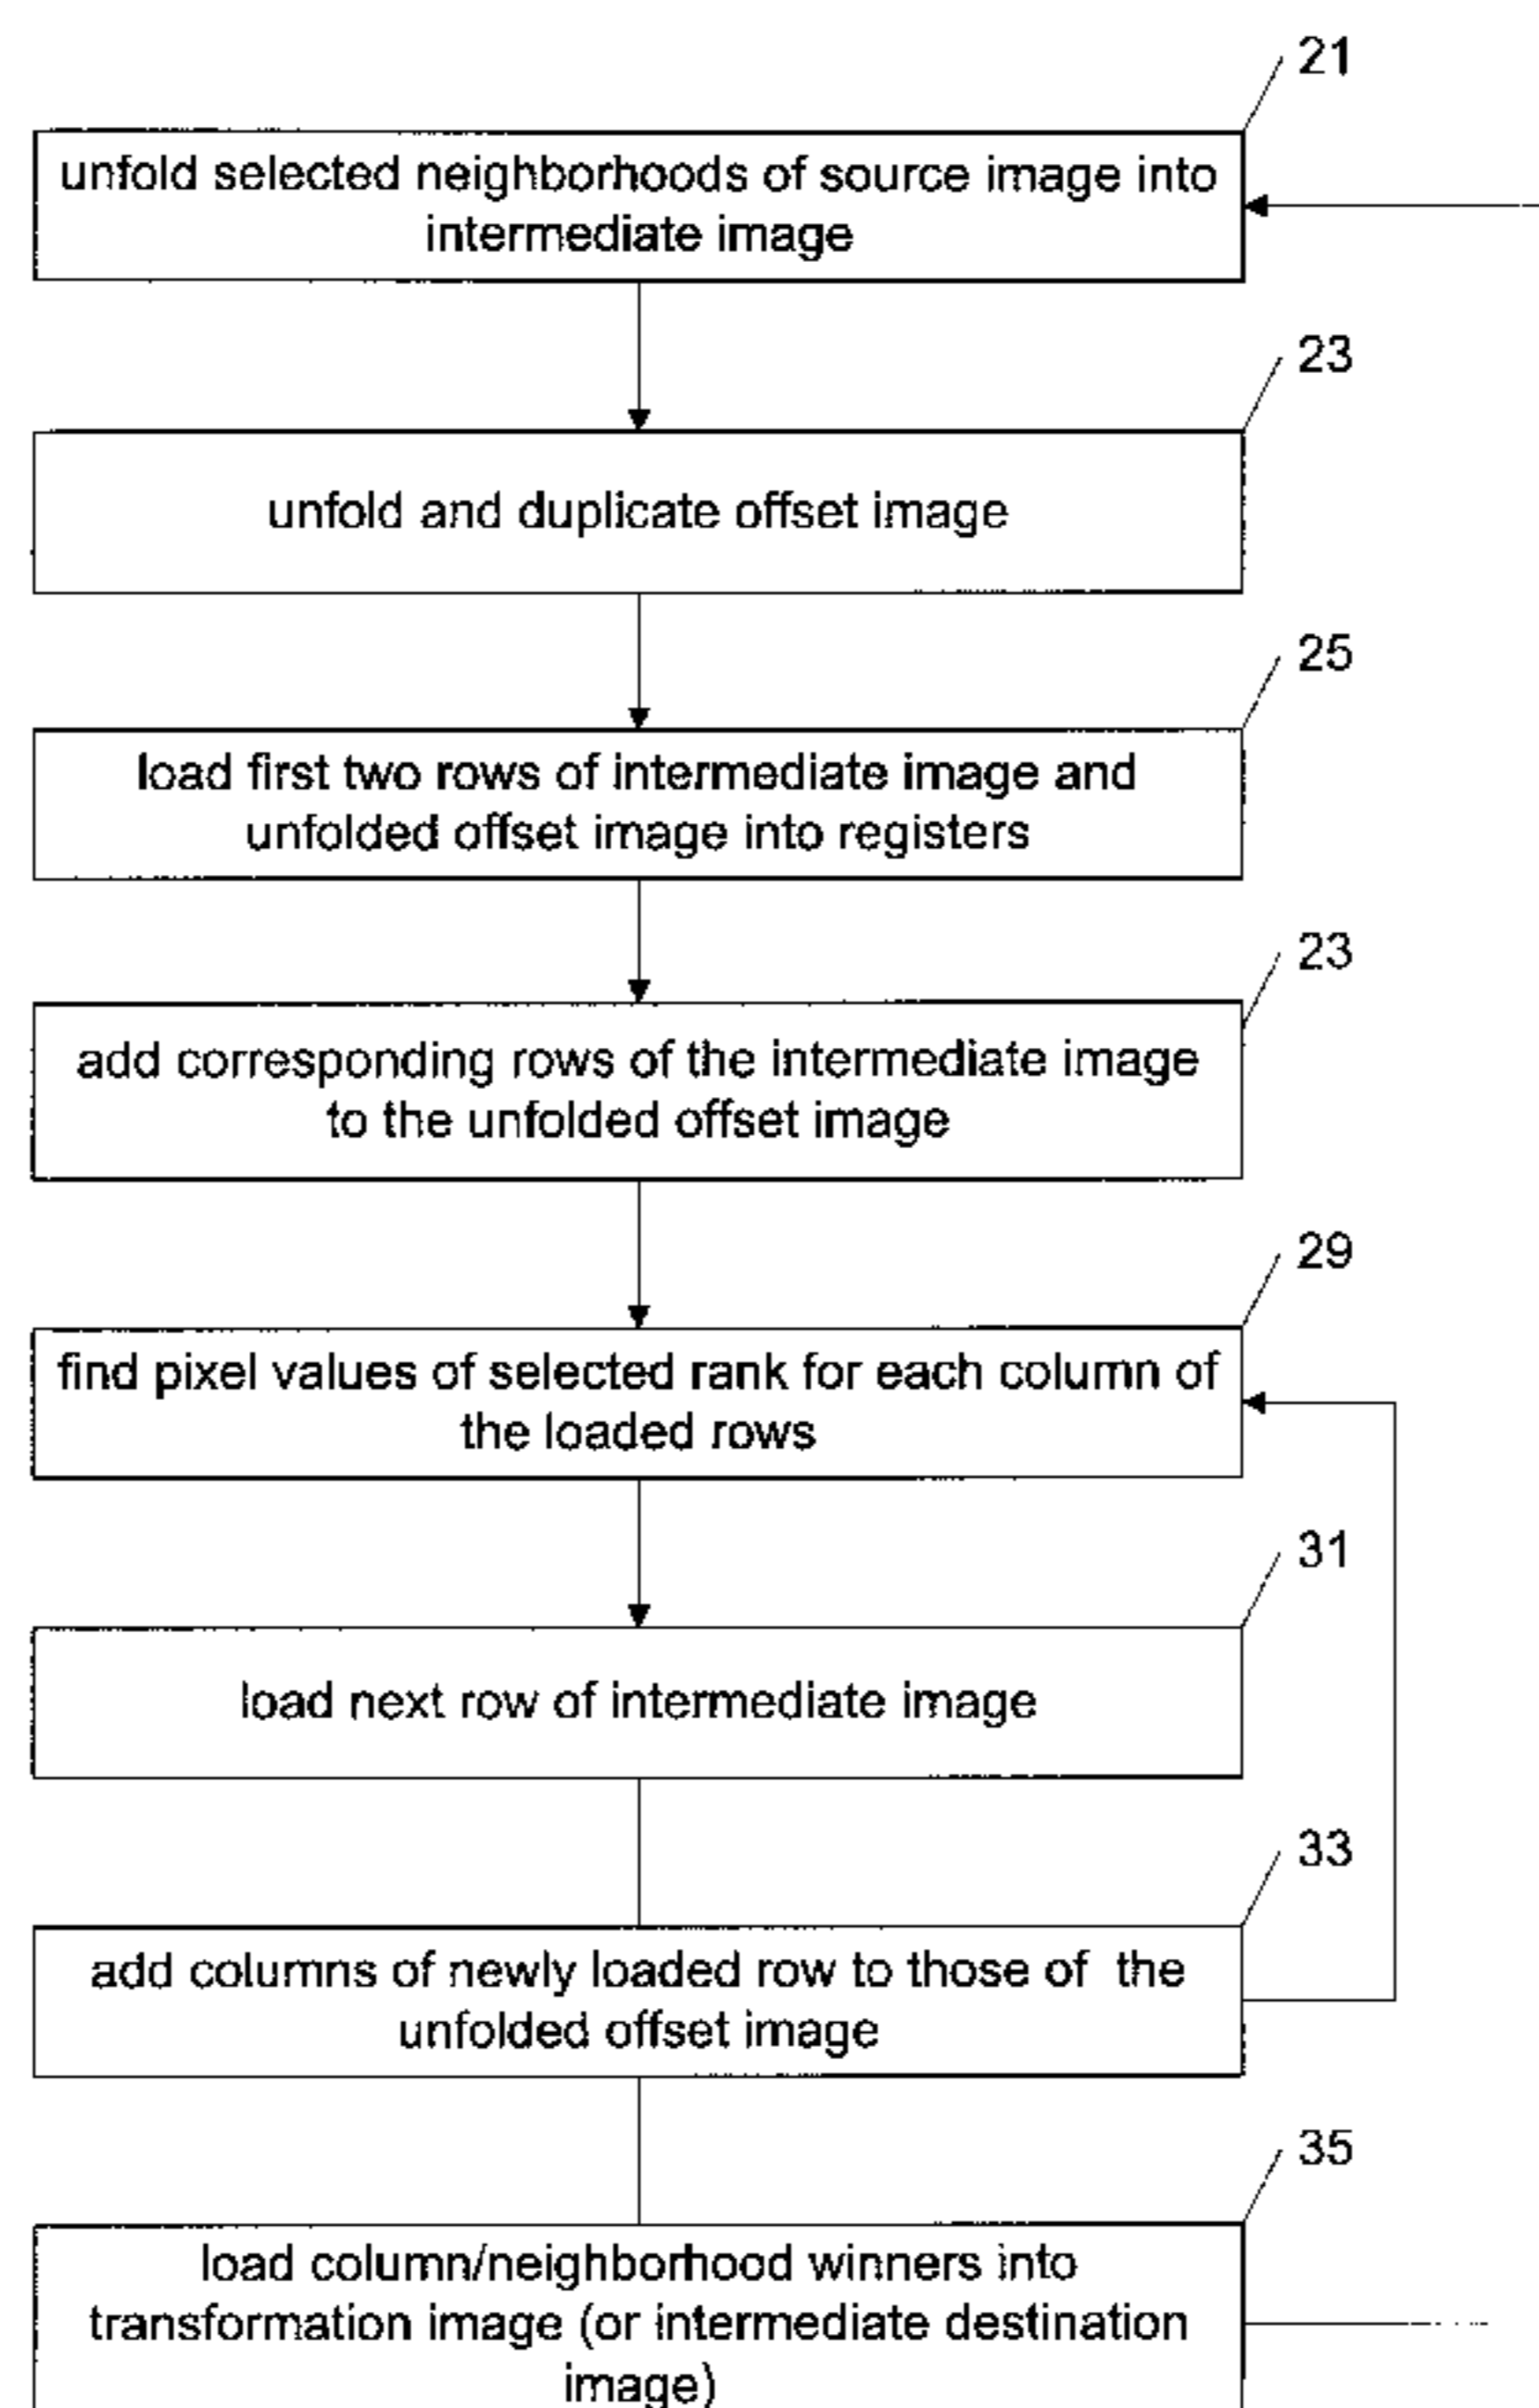 21
unfold selected neighborhoods of source image into
intermediate image
23
unfold and duplicate offset image
25
load first two rows of intermediate image and
unfolded offset image into registers
23
add corresponding rows of the intermediate image
to the unfolded offset image
29
find pixel values of selected rank for each column of
the loaded rows
31
load next row of intermediate image
33
add columns of newly loaded row to those of the
unfolded offset image
35
load column/neighborhood winners into
transformation image (or intermediate destination
image)